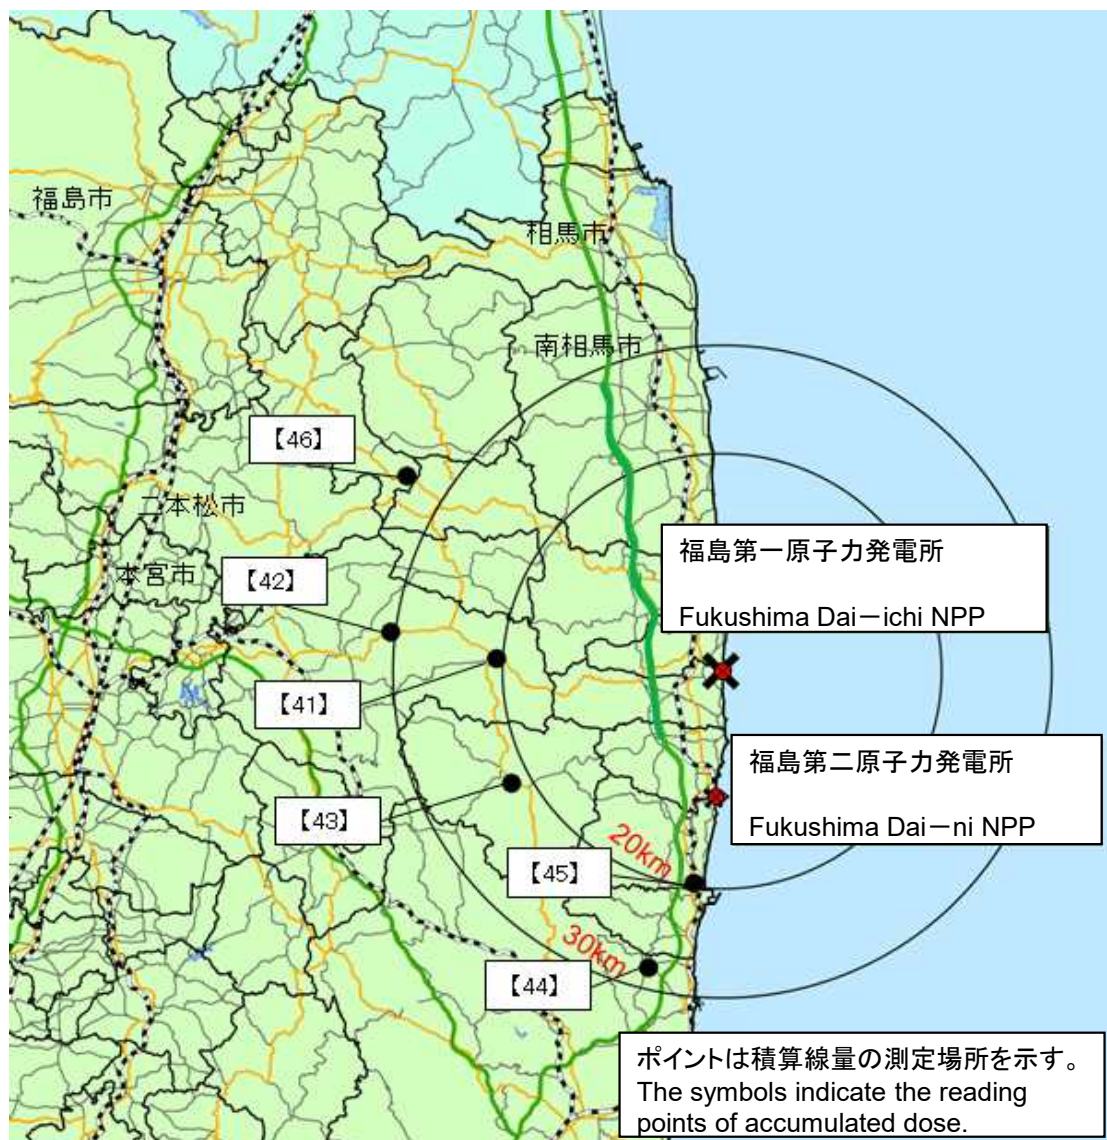 福島市
相馬市
南相馬市
【46】
二本松市
福島第一原子力発電所
Fukushima Dai－ichi NPP
本宮市
【42】
【41】
福島第二原子力発電所
Fukushima Dai－ni NPP
【43】
20km
【45】
30km
【44】
ポイントは積算線量の測定場所を示す。
The symbols indicate the reading
points of accumulated dose.